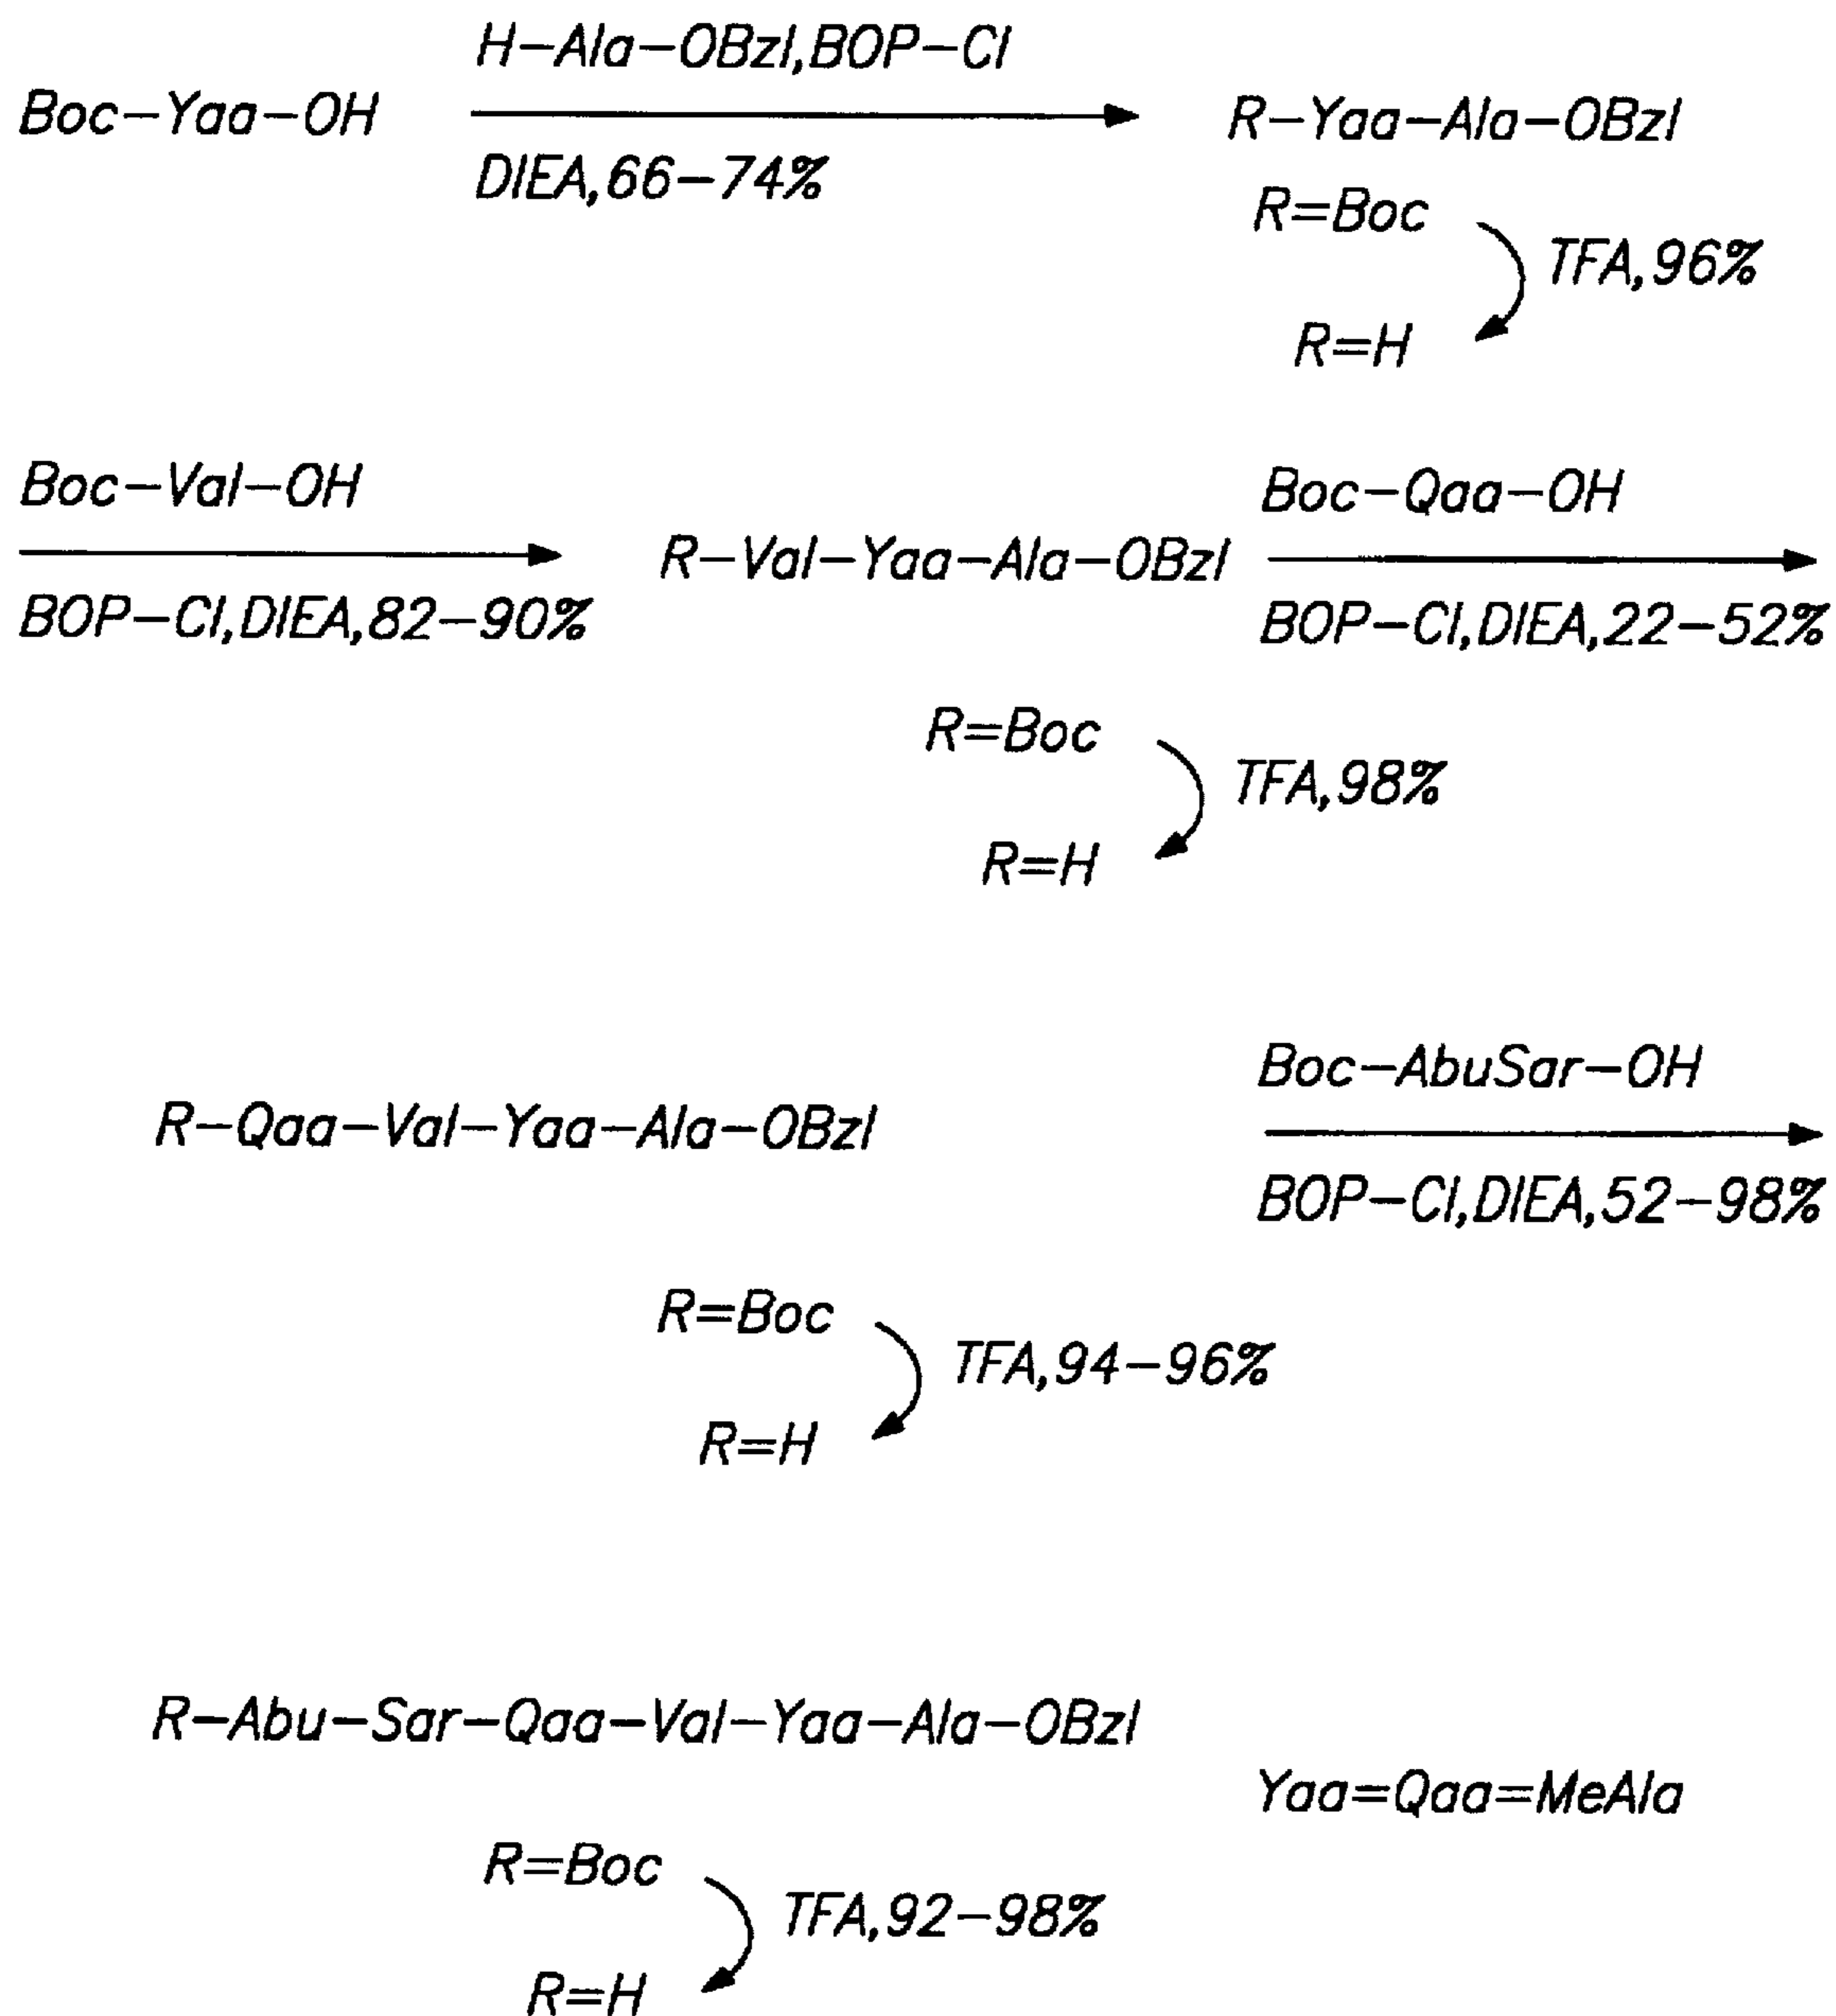 H-Ala-OBzl,BOP-Cl
Boc-Yaa-OH
R-Yaa-Ala-OBzl
DIEA,66-74%
R=Boc
TFA,96%
R=H
Boc-Val-OH
BOP-Cl,DIEA,82-90%
R-Val-Yaa-Ala-OBzl
Boc-Qaa-OH
BOP-Cl,DIEA,22-52%
R=Boc
TFA,98%
R=H
R-Qaa-Val-Yaa-Ala-OBzl
Boc-AbuSar-OH
BOP-Cl,DIEA,52-98%
R=Boc
TFA,94-96%
R=H
R-Abu-Sar-Qaa-Val-Yaa-Ala-OBzl
Yaa=Qaa=MeAla
R=Boc
TFA,92-98%
R=H